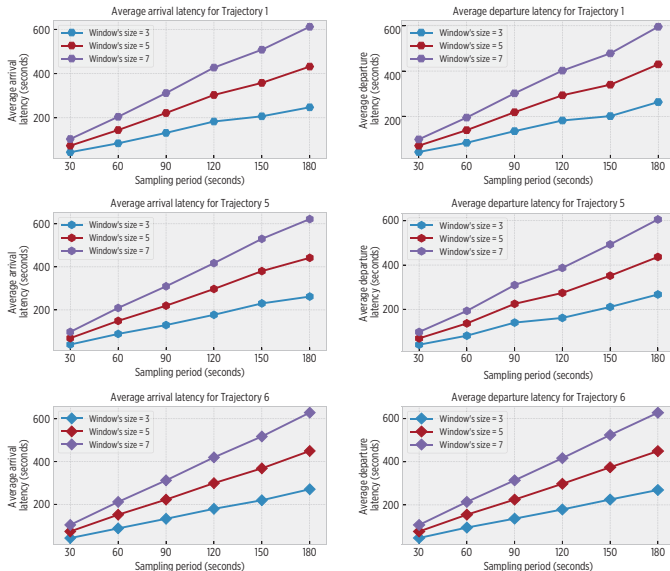 Average arrival latency for Trajectory 1
Average arrival
latency (seconds)
600
400
200
Window's size = 3
Window's size = 5
Window's size = 7
30 60 90 120 150 180
Sampling period (seconds)
Average departure latency for Trajectory 1
Average departure
latency (seconds)
600
400
200
Window's size = 3
Window's size = 5
Window's size = 7
30 60 90 120 150 180
Sampling period (seconds)
Average arrival latency for Trajectory 5
Average arrival
latency (seconds)
600
400
200
Window's size = 3
Window's size = 5
Window's size = 7
30 60 90 120 150 180
Sampling period (seconds)
Average departure latency for Trajectory 5
Average departure
latency (seconds)
600
400
200
Window's size = 3
Window's size = 5
Window's size = 7
30 60 90 120 150 180
Sampling period (seconds)
Average arrival latency for Trajectory 6
Average arrival
latency (seconds)
600
400
200
Window's size = 3
Window's size = 5
Window's size = 7
30 60 90 120 150 180
Sampling period (seconds)
Average departure latency for Trajectory 6
Average departure
latency (seconds)
600
400
200
Window's size = 3
Window's size = 5
Window's size = 7
30 60 90 120 150 180
Sampling period (seconds)